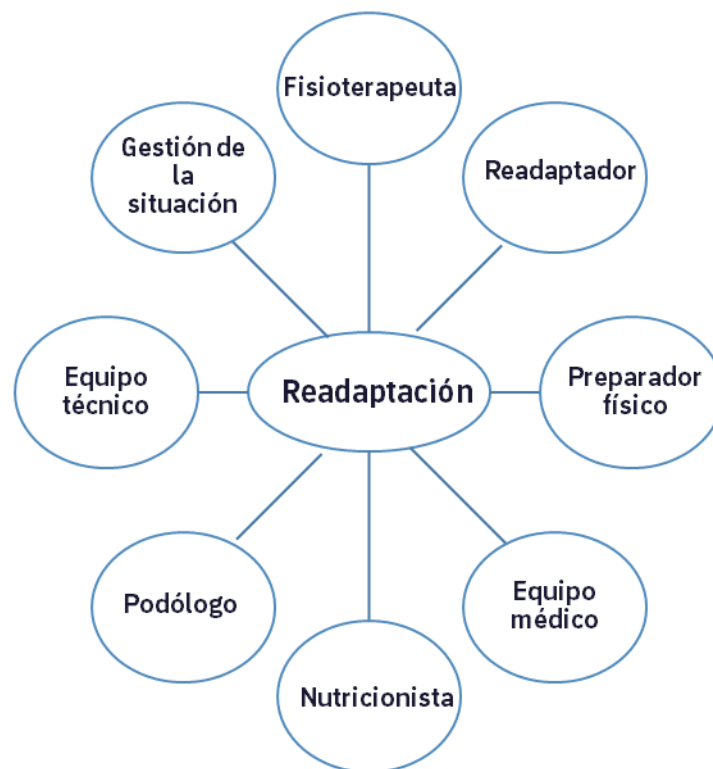 Fisioterapeuta
Gestión de
la
situación
Readaptador
Equipo
técnico
Readaptación
Preparador
físico
Podólogo
Equipo
médico
Nutricionista